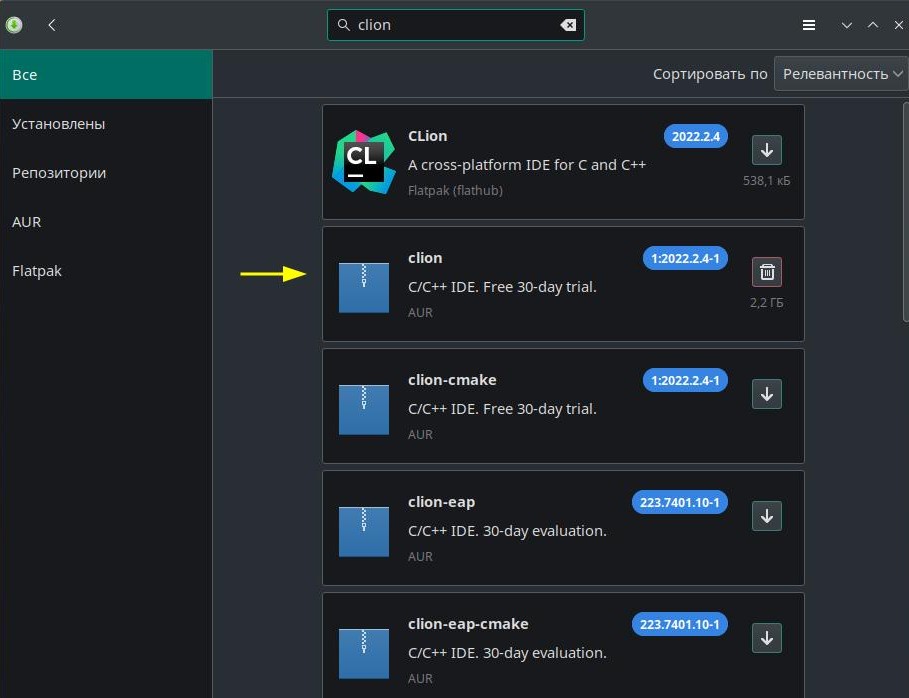 clion
Все
Установлены
Репозитории
AUR
Flatpak
Сортировать по Релевантность
CL
CLion 2022.2.4
A cross-platform IDE for C and C++
Flatpak (flathub)
538,1 кБ
clion 1:2022.2.4-1
C/C++ IDE. Free 30-day trial.
AUR
2,2 ГБ
clion-cmake 1:2022.2.4-1
C/C++ IDE. Free 30-day trial.
AUR
clion-eap 223.7401.10-1
C/C++ IDE. 30-day evaluation.
AUR
clion-eap-cmake 223.7401.10-1
C/C++ IDE. 30-day evaluation.
AUR